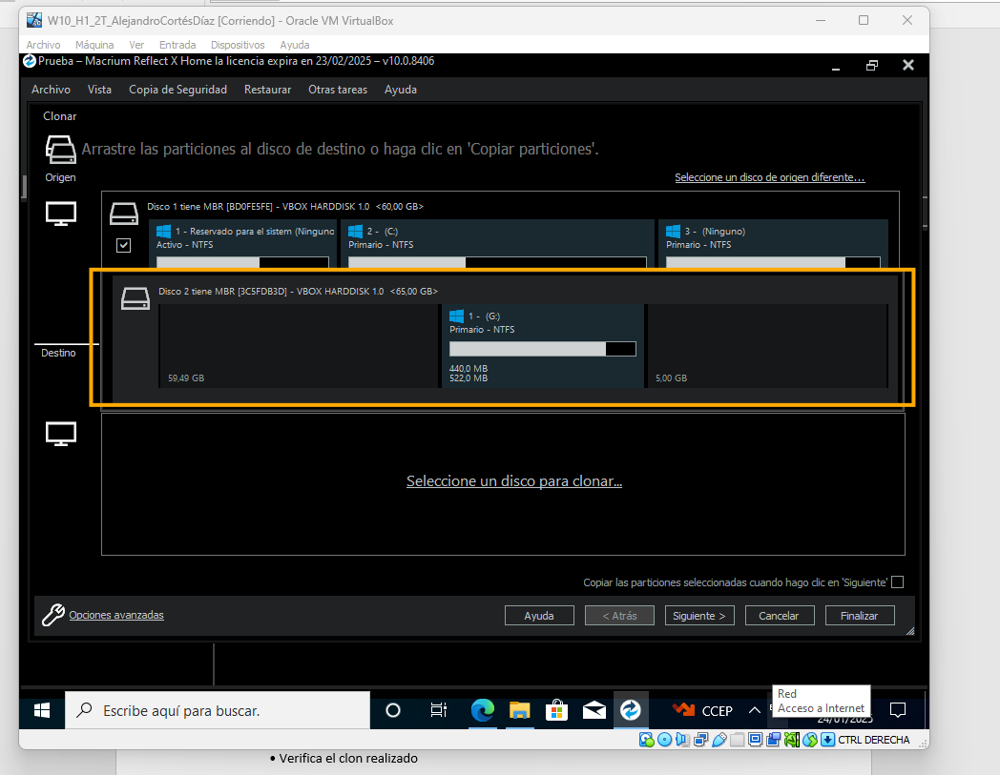 W10_H1_2T_AlejandroCortésDíaz [Corriendo] - Oracle VM VirtualBox
Archivo Máquina Ver Entrada Dispositivos Ayuda
Prueba – Macrium Reflect X Home la licencia expira en 23/02/2025 – v10.0.8406
Archivo Vista Copia de Seguridad Restaurar Otras tareas Ayuda
Clonar
Arrastre las particiones al disco de destino o haga clic en 'Copiar particiones'.
Origen
Seleccione un disco de origen diferente…
Disco 1 tiene MBR [BD0FE5FE] - VBOX HARDDISK 1.0 <60,00 GB>
1 - Reservado para el sistem (Ninguno 2 - (C:) 3 - (Ninguno)
Activo - NTFS Primario - NTFS Primario - NTFS
Disco 2 tiene MBR [3C5FDB3D] - VBOX HARDDISK 1.0 <65,00 GB>
1 - (G:)
Primario - NTFS
Destino
440,0 MB
59,49 GB 522,0 MB 5,00 GB
Seleccione un disco para clonar...
Copiar las particiones seleccionadas cuando hago clic en 'Siguiente'
Opciones avanzadas Ayuda < Atrás Siguiente > Cancelar Finalizar
Red
Escribe aquí para buscar. CCEP Acceso a Internet
24/01/2025
CTRL DERECHA
• Verifica el clon realizado